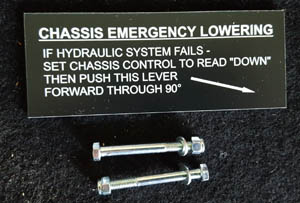 CHASSIS EMERGENCY LOWERING
IF HYDRAULIC SYSTEM FAILS -
SET CHASSIS CONTROL TO READ "DOWN"
THEN PUSH THIS LEVER
FORWARD THROUGH 90°